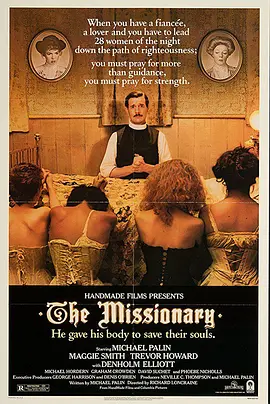 When you have a fiancée,
a lover and you have to lead
28 women of the night
down the path of righteousness;
you must pray for more
than guidance,
you must pray for strength.
HANDMADE FILMS PRESENTS
The Missionary
He gave his body to save their souls.
Starring MICHAEL PALIN
MAGGIE SMITH TREVOR HOWARD
with DENHOLM ELLIOTT
MICHAEL HORDERN GRAHAM CROWDEN DAVID SUCHET and PHOEBE NICHOLLS
Executive Producers GEORGE HARRISON and DENIS O'BRIEN Producers NEVILLE C. THOMPSON and MICHAEL PALIN
Written by MICHAEL PALIN Directed by RICHARD LONCRAINE
R RESTRICTED